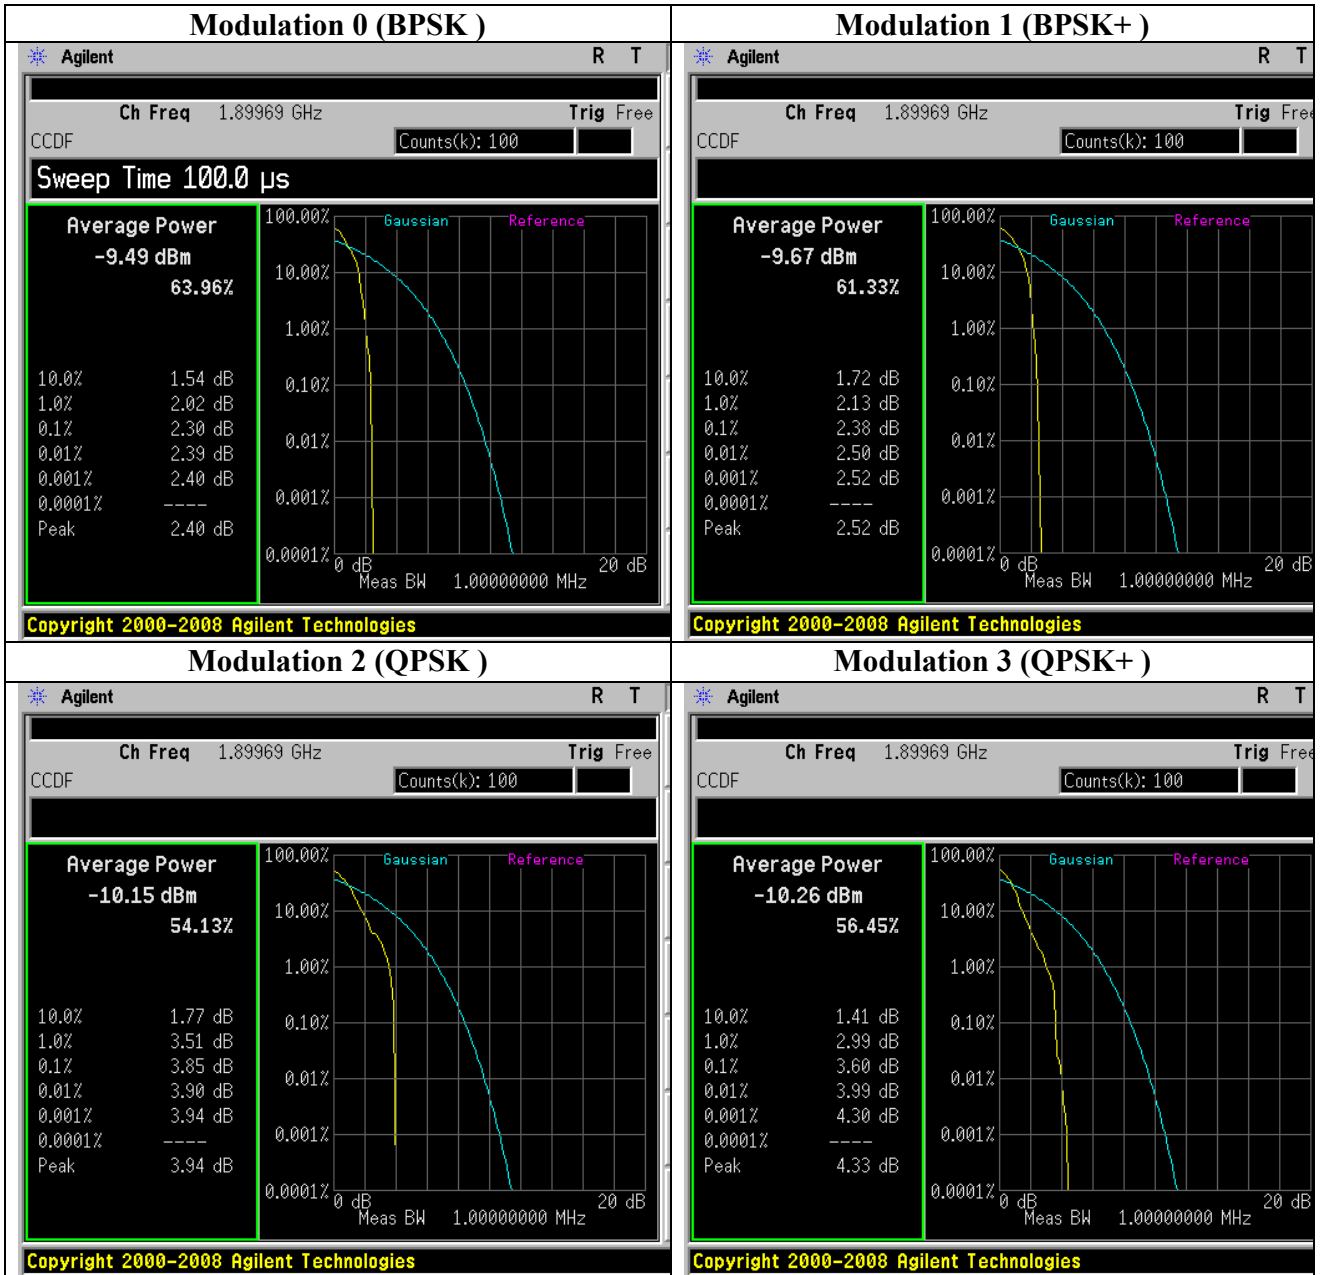 Modulation 0 (BPSK )
Agilent R T
Ch Freq 1.89969 GHz Trig Free
CCDF Counts(k): 100
Sweep Time 100.0 µs
Average Power
-9.49 dBm
63.96%
10.0% 1.54 dB
1.0% 2.02 dB
0.1% 2.30 dB
0.01% 2.39 dB
0.001% 2.40 dB
0.0001% ----
Peak 2.40 dB
Gaussian Reference
100.00%
10.00%
1.00%
0.10%
0.01%
0.001%
0.0001%
0 dB 20 dB
Meas BW 1.00000000 MHz
Copyright 2000-2008 Agilent Technologies
Modulation 1 (BPSK+ )
Agilent R T
Ch Freq 1.89969 GHz Trig Free
CCDF Counts(k): 100
Average Power
-9.67 dBm
61.33%
10.0% 1.72 dB
1.0% 2.13 dB
0.1% 2.38 dB
0.01% 2.50 dB
0.001% 2.52 dB
0.0001% ----
Peak 2.52 dB
Gaussian Reference
100.00%
10.00%
1.00%
0.10%
0.01%
0.001%
0.0001%
0 dB 20 dB
Meas BW 1.00000000 MHz
Copyright 2000-2008 Agilent Technologies
Modulation 2 (QPSK )
Agilent R T
Ch Freq 1.89969 GHz Trig Free
CCDF Counts(k): 100
Average Power
-10.15 dBm
54.13%
10.0% 1.77 dB
1.0% 3.51 dB
0.1% 3.85 dB
0.01% 3.90 dB
0.001% 3.94 dB
0.0001% ----
Peak 3.94 dB
Gaussian Reference
100.00%
10.00%
1.00%
0.10%
0.01%
0.001%
0.0001%
0 dB 20 dB
Meas BW 1.00000000 MHz
Copyright 2000-2008 Agilent Technologies
Modulation 3 (QPSK+ )
Agilent R T
Ch Freq 1.89969 GHz Trig Free
CCDF Counts(k): 100
Average Power
-10.26 dBm
56.45%
10.0% 1.41 dB
1.0% 2.99 dB
0.1% 3.60 dB
0.01% 3.99 dB
0.001% 4.30 dB
0.0001% ----
Peak 4.33 dB
Gaussian Reference
100.00%
10.00%
1.00%
0.10%
0.01%
0.001%
0.0001%
0 dB 20 dB
Meas BW 1.00000000 MHz
Copyright 2000-2008 Agilent Technologies